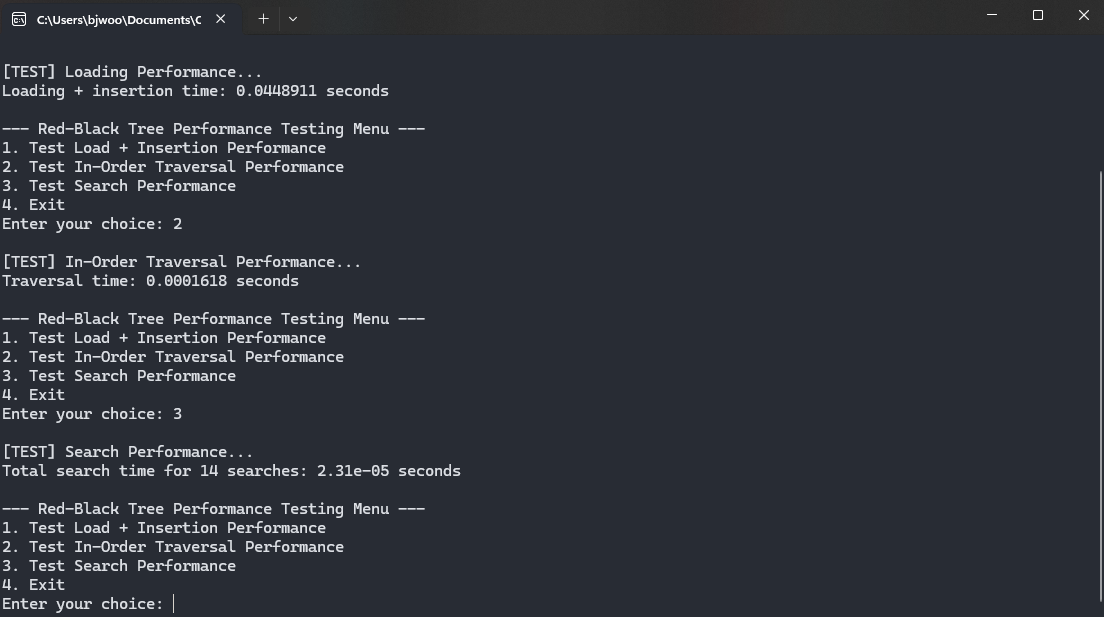 C:\Users\bjwoo\Documents\C
[TEST] Loading Performance...
Loading + insertion time: 0.0448911 seconds
--- Red-Black Tree Performance Testing Menu ---
1. Test Load + Insertion Performance
2. Test In-Order Traversal Performance
3. Test Search Performance
4. Exit
Enter your choice: 2
[TEST] In-Order Traversal Performance...
Traversal time: 0.0001618 seconds
--- Red-Black Tree Performance Testing Menu ---
1. Test Load + Insertion Performance
2. Test In-Order Traversal Performance
3. Test Search Performance
4. Exit
Enter your choice: 3
[TEST] Search Performance...
Total search time for 14 searches: 2.31e-05 seconds
--- Red-Black Tree Performance Testing Menu ---
1. Test Load + Insertion Performance
2. Test In-Order Traversal Performance
3. Test Search Performance
4. Exit
Enter your choice: